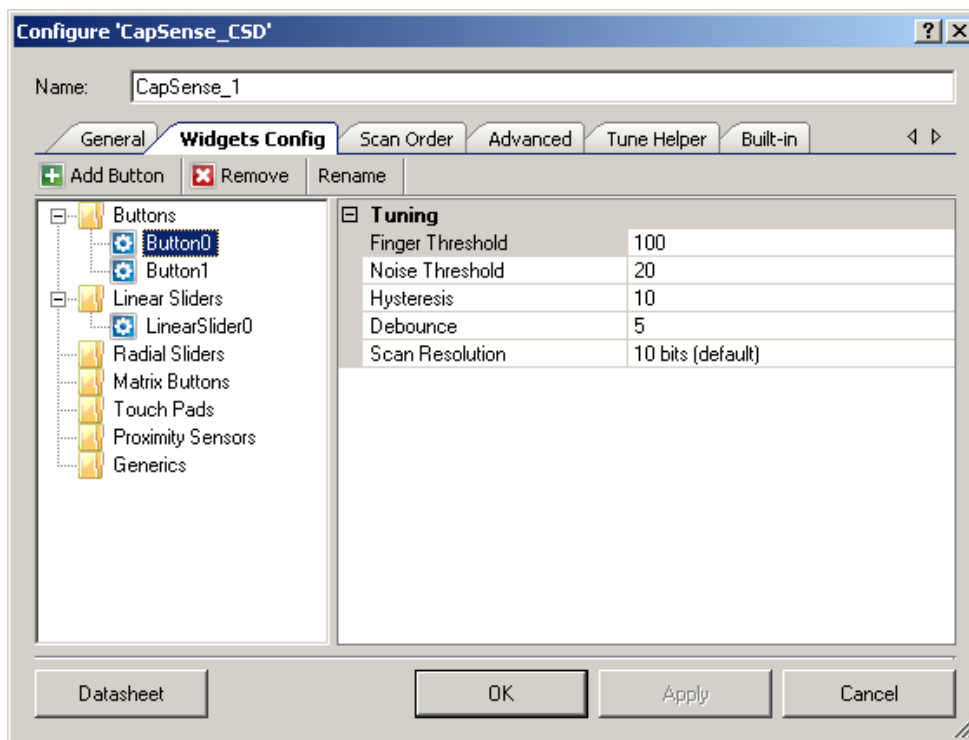 Configure 'CapSense_CSD'
Name: CapSense_1
General Widgets Config Scan Order Advanced Tune Helper Built-in
Add Button Remove Rename
Buttons
Button0
Button1
Linear Sliders
LinearSlider0
Radial Sliders
Matrix Buttons
Touch Pads
Proximity Sensors
Generics
Tuning
Finger Threshold 100
Noise Threshold 20
Hysteresis 10
Debounce 5
Scan Resolution 10 bits (default)
Datasheet OK Apply Cancel